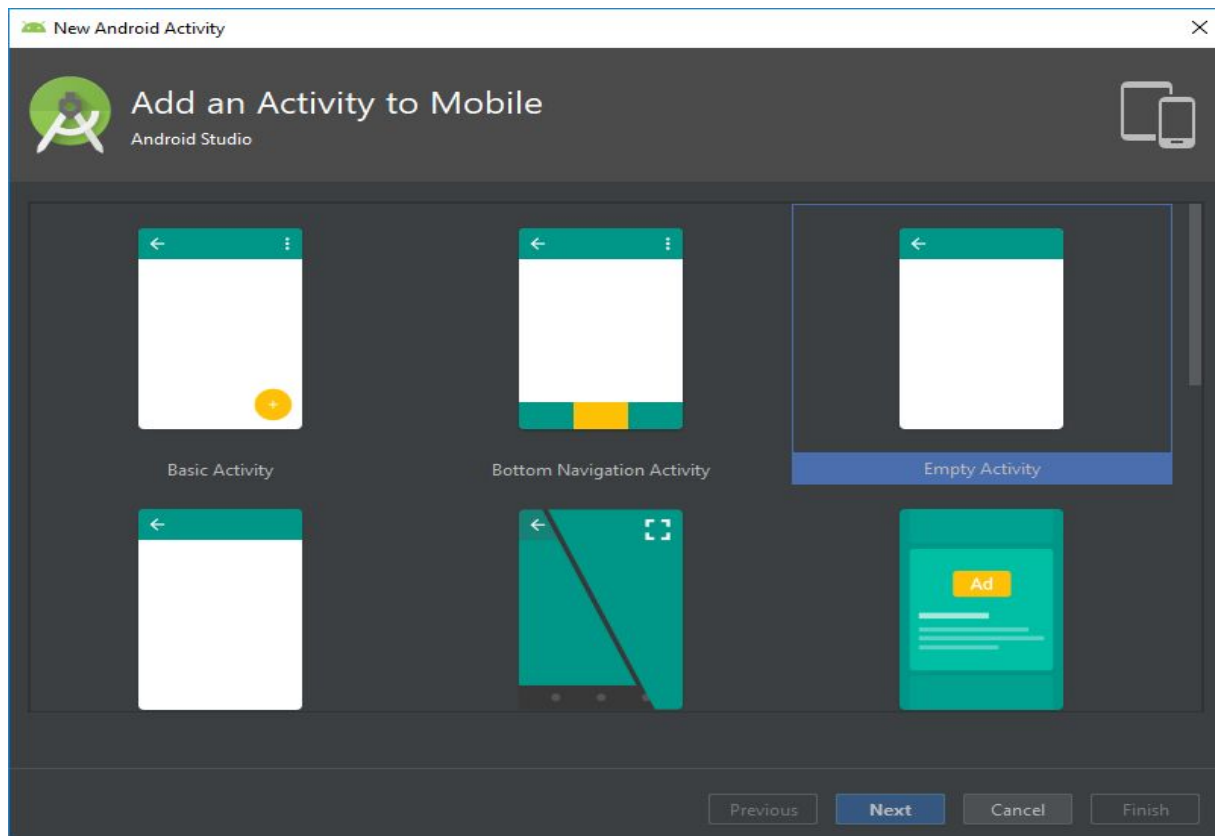 New Android Activity
Add an Activity to Mobile
Android Studio
Basic Activity
Bottom Navigation Activity
Empty Activity
Ad
Previous
Next
Cancel
Finish